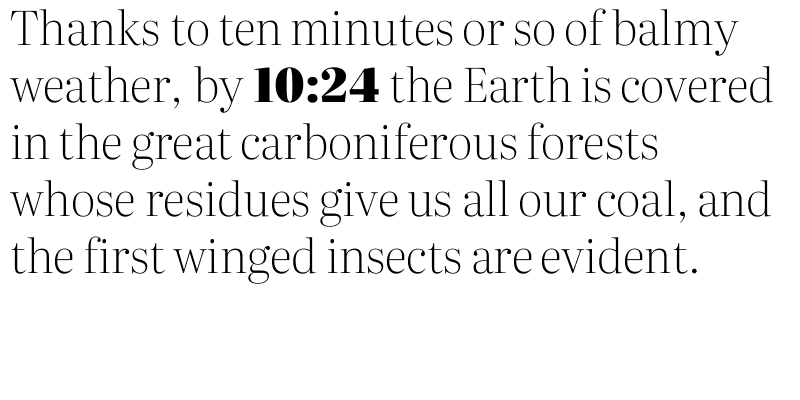 Thanks to ten minutes or so of balmy
weather, by 10:24 the Earth is covered
in the great carboniferous forests
whose residues give us all our coal, and
the first winged insects are evident.